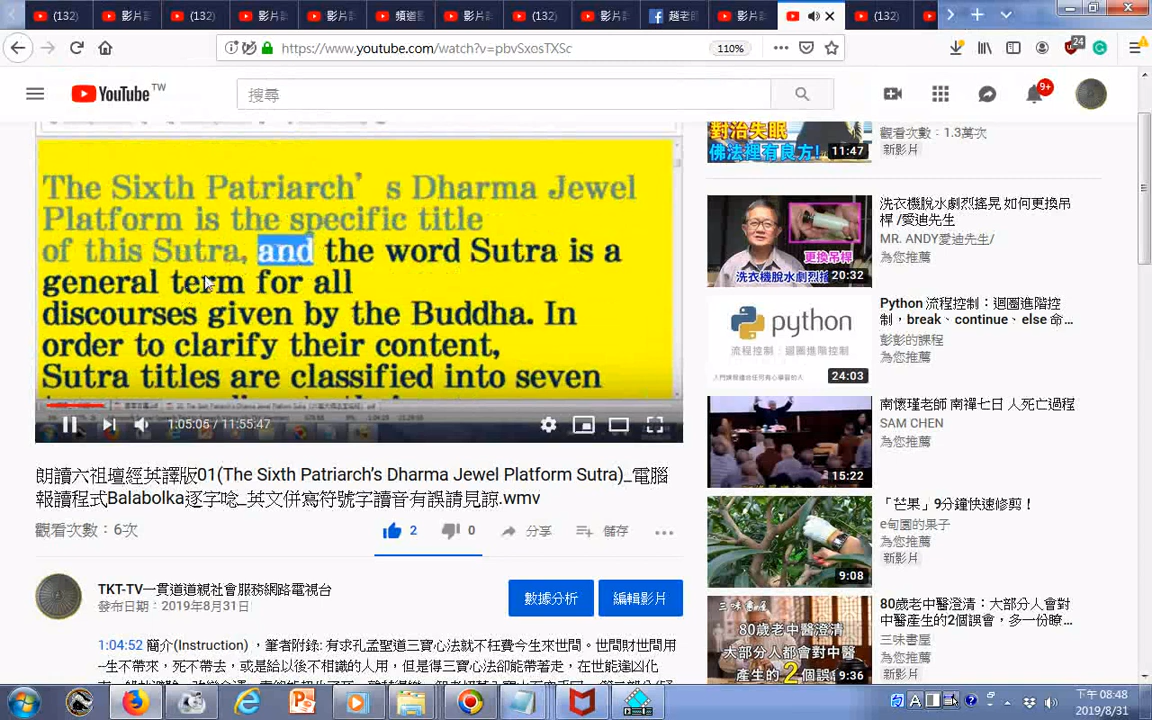 (132)
影片
(132)
影片
影片
頻道
影片
(132)
影片
趙老師
影片
(132)
https://www.youtube.com/watch?v=pbvSxosTXSc
110%
24
YouTube TW
搜尋
9+
The Sixth Patriarch's Dharma Jewel
Platform is the specific title
of this Sutra, and the word Sutra is a
general term for all
discourses given by the Buddha. In
order to clarify their content,
Sutra titles are classified into seven
1:05:06 / 11:55:47
朗讀六祖壇經英譯版01(The Sixth Patriarch's Dharma Jewel Platform Sutra)_電腦
報讀程式Balabolka逐字唸_英文併寫符號字讀音有誤請見諒.wmv
觀看次數：6次
2
0
分享
儲存
TKT-TV一貫道道親社會服務網路電視台
發布日期：2019年8月31日
數據分析
編輯影片
1:04:52 簡介(Instruction)，筆者附錄: 有求孔孟聖道三寶心法就不枉費今生來世間。世間財世間用
一生不帶來，死不帶去，或是給以後不相識的人用，但是得三寶心法卻能帶著走，在世能逢凶化
對治失眠
佛法裡有良方!
11:47
觀看次數：1.3萬次
新影片
更換吊桿
洗衣機脫水劇烈搖晃
20:32
洗衣機脫水劇烈搖晃 如何更換吊
桿 /愛迪先生
MR. ANDY愛迪先生/
為您推薦
python
流程控制：迴圈進階控制
24:03
Python 流程控制：迴圈進階控
制，break、continue、else 命...
彭彭的課程
為您推薦
15:22
南懷瑾老師 南禪七日 人死亡過程
SAM CHEN
為您推薦
9:08
「芒果」9分鐘快速修剪！
e甸園的果子
為您推薦
新影片
三味書屋
80歲老中醫澄清
大部分人都會對中醫
產生的2個誤會
9:36
80歲老中醫澄清：大部分人會對
中醫產生的2個誤會，多一份瞭...
三味書屋
為您推薦
新影片
下午 08:48
2019/8/31